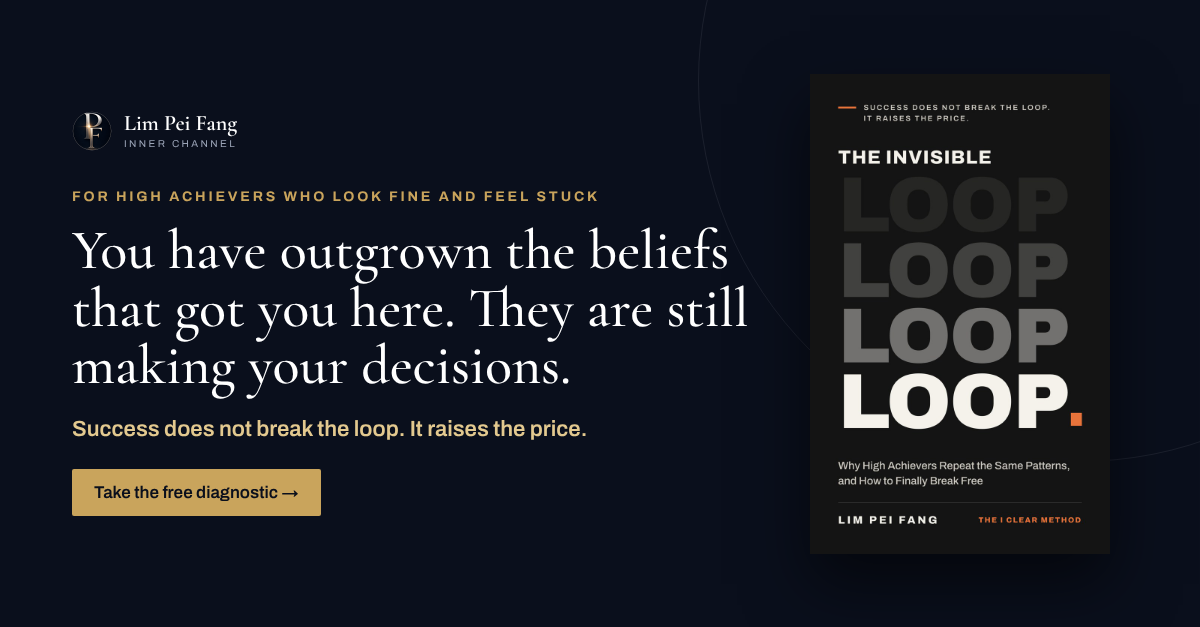 Lim Pei Fang
INNER CHANNEL
FOR HIGH ACHIEVERS WHO LOOK FINE AND FEEL STUCK
You have outgrown the beliefs
that got you here. They are still
making your decisions.
Success does not break the loop. It raises the price.
Take the free diagnostic →
SUCCESS DOES NOT BREAK THE LOOP.
IT RAISES THE PRICE.
THE INVISIBLE
LOOP
LOOP
LOOP
LOOP.
Why High Achievers Repeat the Same Patterns,
and How to Finally Break Free
LIM PEI FANG
THE I CLEAR METHOD